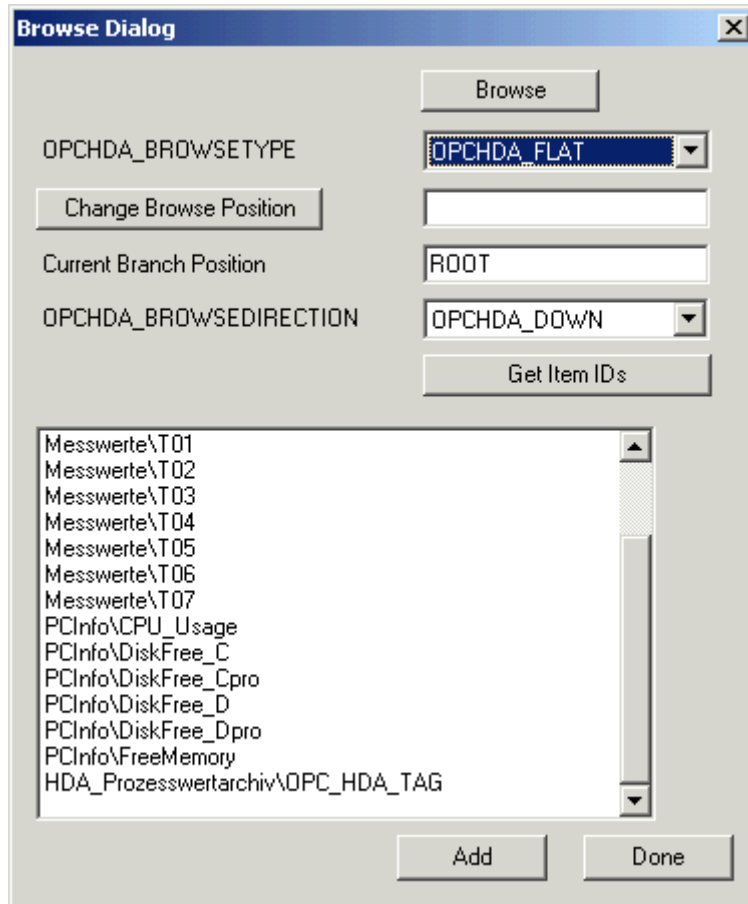 Browse Dialog
Browse
OPCHDA_BROWSETYPE OPCHDA_FLAT
Change Browse Position
Current Branch Position ROOT
OPCHDA_BROWSEDIRECTION OPCHDA_DOWN
Get Item IDs
Messwerte\T01
Messwerte\T02
Messwerte\T03
Messwerte\T04
Messwerte\T05
Messwerte\T06
Messwerte\T07
PCInfo\CPU_Usage
PCInfo\DiskFree_C
PCInfo\DiskFree_Cpro
PCInfo\DiskFree_D
PCInfo\DiskFree_Dpro
PCInfo\FreeMemory
HDA_Prozesswertarchiv\OPC_HDA_TAG
Add Done